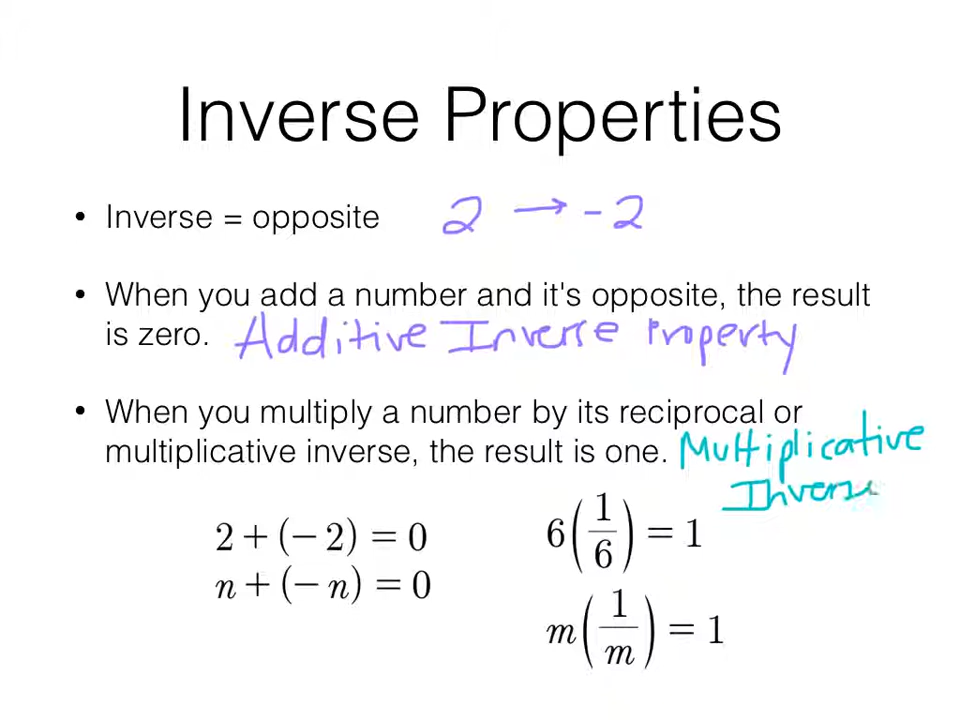 Inverse Properties
• Inverse = opposite 2 → -2
• When you add a number and it's opposite, the result
is zero. Additive Inverse Property
• When you multiply a number by its reciprocal or
multiplicative inverse, the result is one. Multiplicative
Inverse
2 + (− 2) = 0
n + (− n) = 0
6(1/6) = 1
m(1/m) = 1